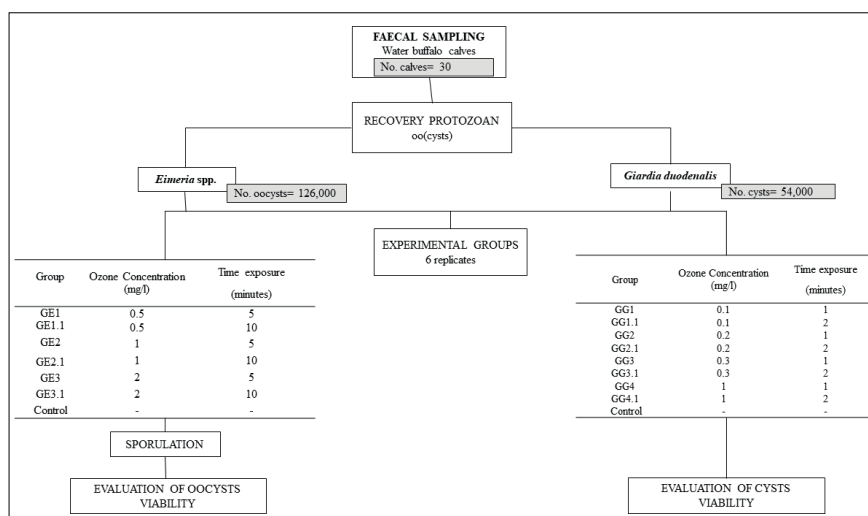 FAECAL SAMPLING
Water buffalo calves
No. calves= 30
RECOVERY PROTOZOAN
oo(cysts)
Eimeria spp.
No. oocysts= 126,000
Giardia duodenalis
No. cysts= 54,000
EXPERIMENTAL GROUPS
6 replicates
Group Ozone Concentration (mg/l) Time exposure (minutes)
GE1 0.5 5
GE1.1 0.5 10
GE2 1 5
GE2.1 1 10
GE3 2 5
GE3.1 2 10
Control - -
SPORULATION
EVALUATION OF OOCYSTS
VIABILITY
Group Ozone Concentration (mg/l) Time exposure (minutes)
GG1 0.1 1
GG1.1 0.1 2
GG2 0.2 1
GG2.1 0.2 2
GG3 0.3 1
GG3.1 0.3 2
GG4 1 1
GG4.1 1 2
Control - -
EVALUATION OF CYSTS
VIABILITY